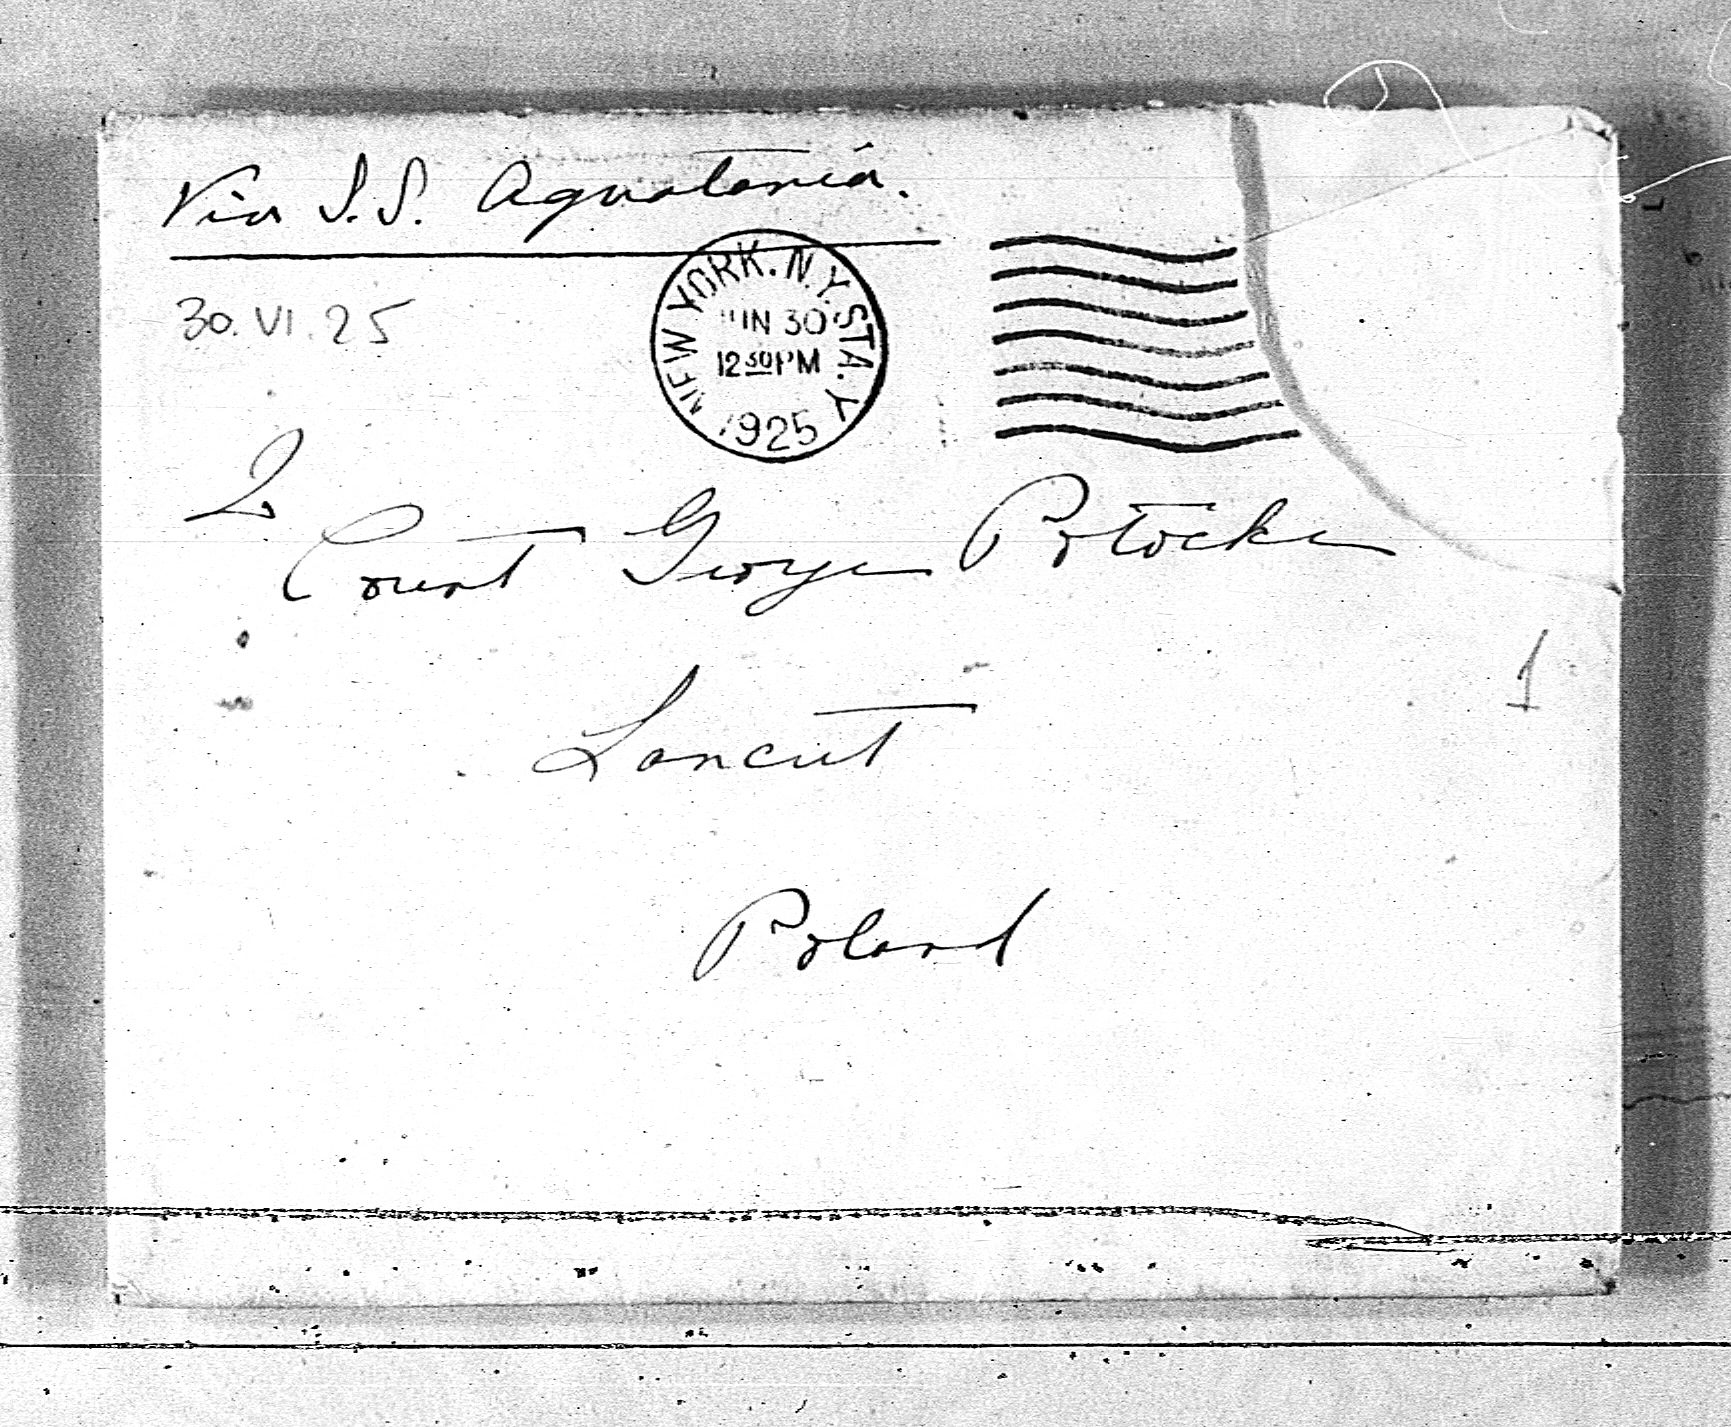 Via S.S. Aquatania.
NEW YORK. N.Y. STA. Y
JUN 30
12 30 PM
1925
30. VI. 25
Count George Potocki
Lancut
1
Poland